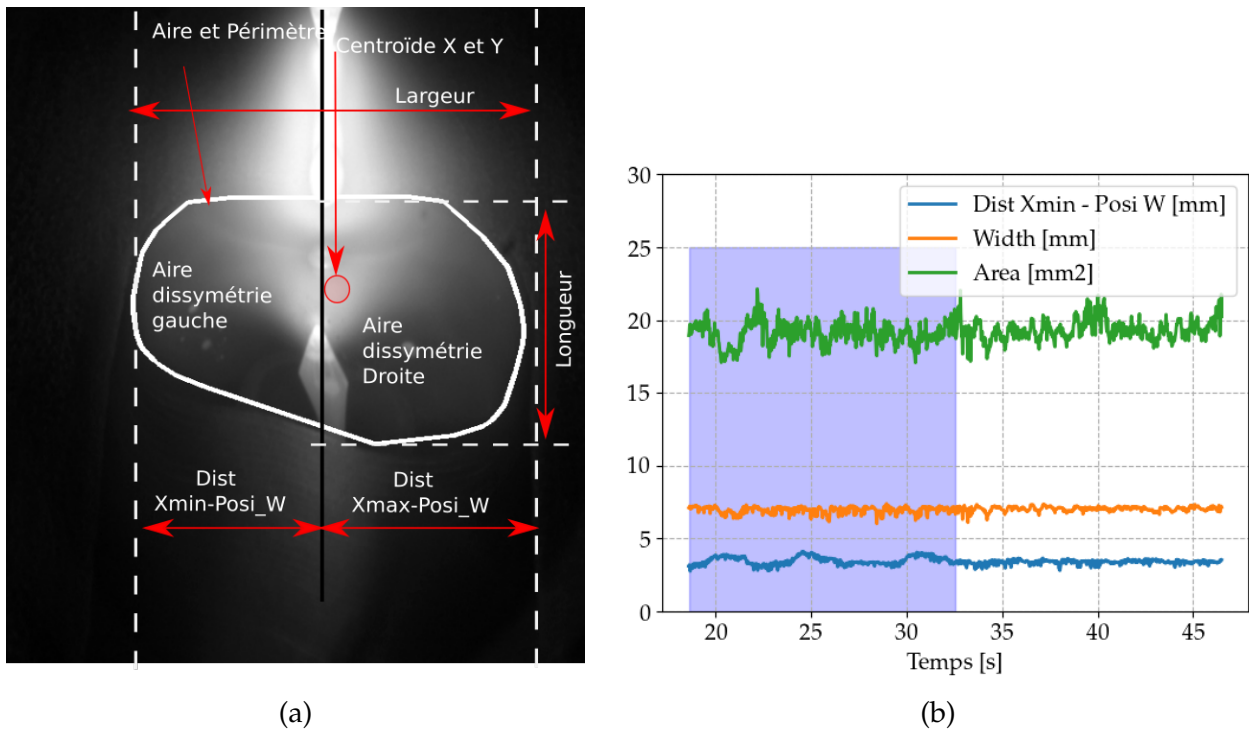 Aire et Périmètre
Centroïde X et Y
Largeur
Aire
dissymétrie
gauche
Aire
dissymétrie
Droite
Longueur
Dist
Xmin-Posi_W
Dist
Xmax-Posi_W
(a)
30
25
20
15
10
5
0
20
25
30
35
40
45
Temps [s]
Dist Xmin - Posi W [mm]
Width [mm]
Area [mm2]
(b)